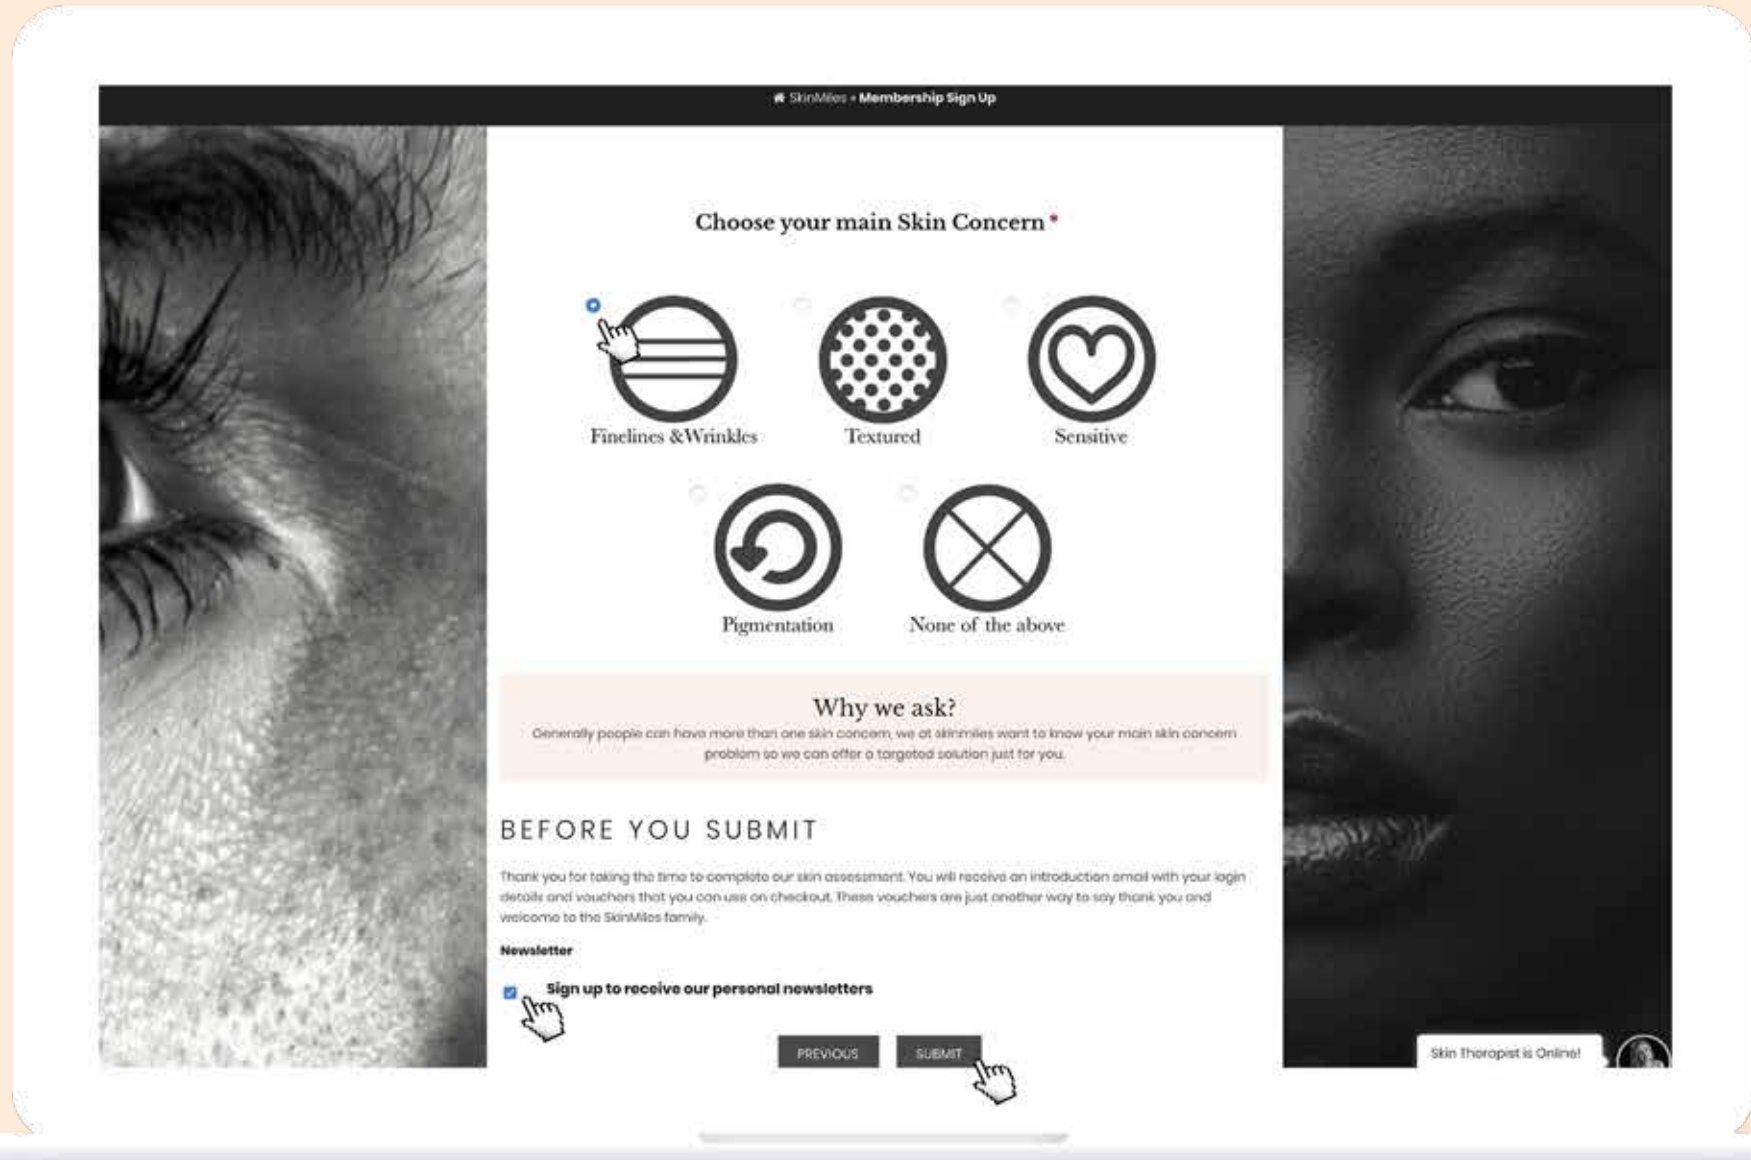 SkinMiles • Membership Sign Up
Choose your main Skin Concern *
Finelines &Wrinkles
Textured
Sensitive
Pigmentation
None of the above
Why we ask?
Generally people can have more than one skin concern, we at skinmiles want to know your main skin concern
problem so we can offer a targeted solution just for you.
BEFORE YOU SUBMIT
Thank you for taking the time to complete our skin assessment. You will receive an introduction email with your login
details and vouchers that you can use on checkout. These vouchers are just another way to say thank you and
welcome to the SkinMiles family.
Newsletter
Sign up to receive our personal newsletters
PREVIOUS
SUBMIT
Skin Therapist is Online!